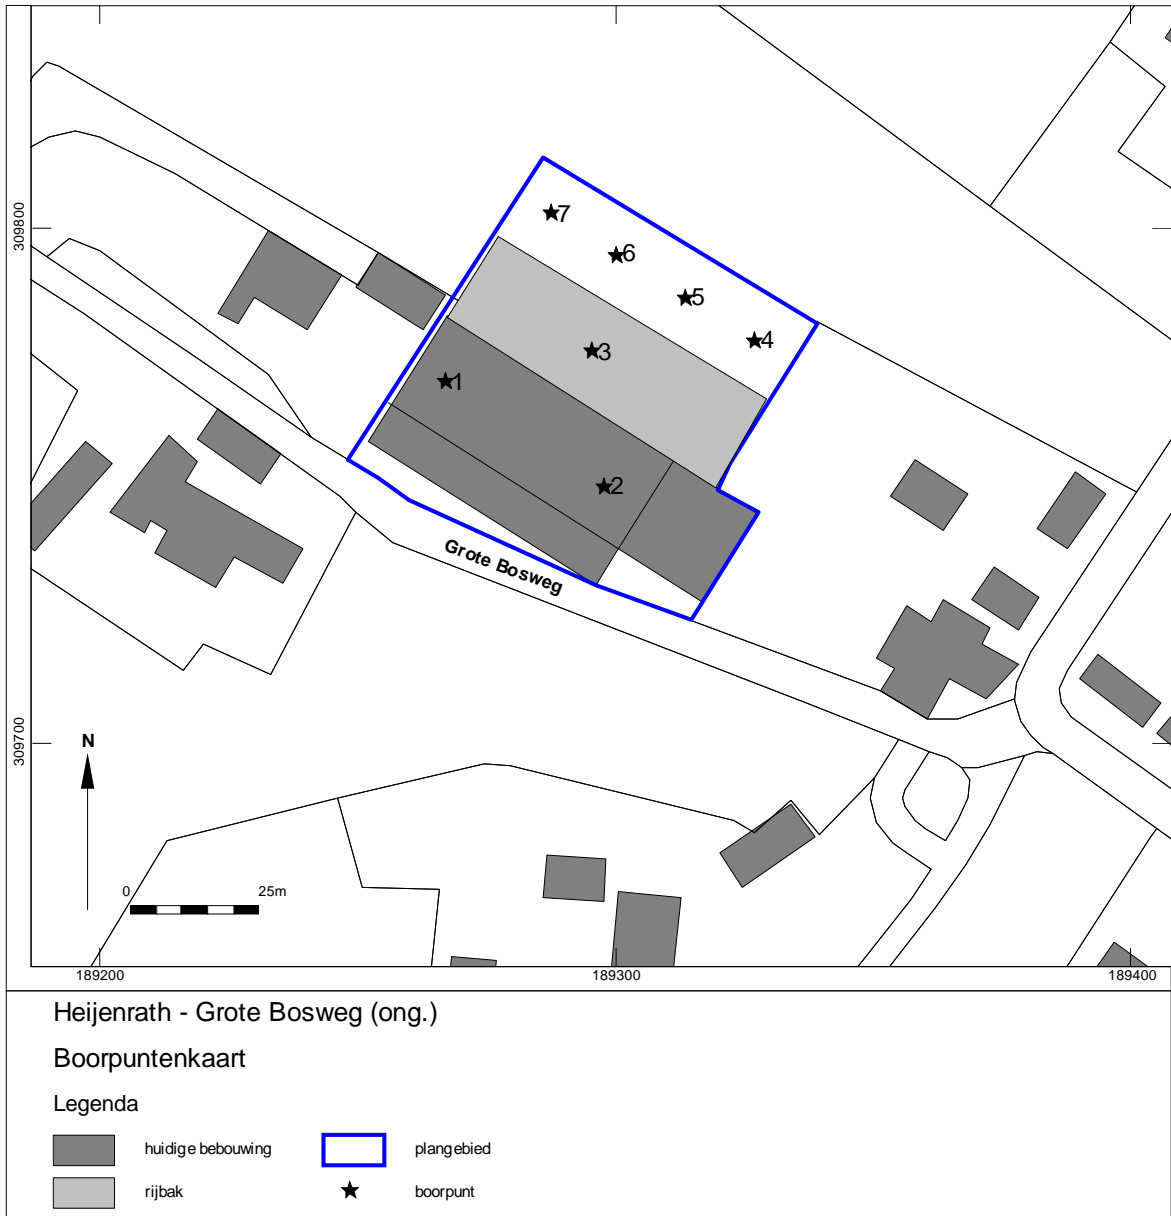 7
6
309800
5
4
3
1
2
Grote Bosweg
309700
N
0 25m
189200 189300 189400
Heijenrath - Grote Bosweg (ong.)
Boorpuntenkaart
Legenda
huidige bebouwing plangebied
rijbak boorpunt